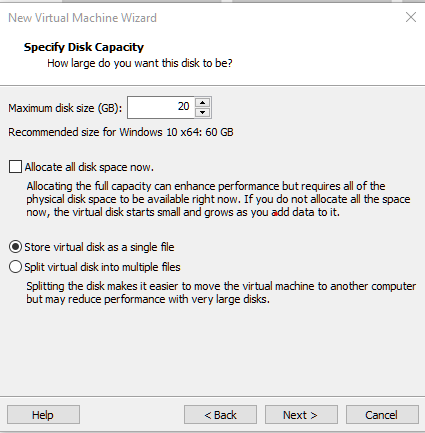 New Virtual Machine Wizard
Specify Disk Capacity
How large do you want this disk to be?
Maximum disk size (GB): 20
Recommended size for Windows 10 x64: 60 GB
Allocate all disk space now.
Allocating the full capacity can enhance performance but requires all of the
physical disk space to be available right now. If you do not allocate all the space
now, the virtual disk starts small and grows as you add data to it.
Store virtual disk as a single file
Split virtual disk into multiple files
Splitting the disk makes it easier to move the virtual machine to another computer
but may reduce performance with very large disks.
Help < Back Next > Cancel